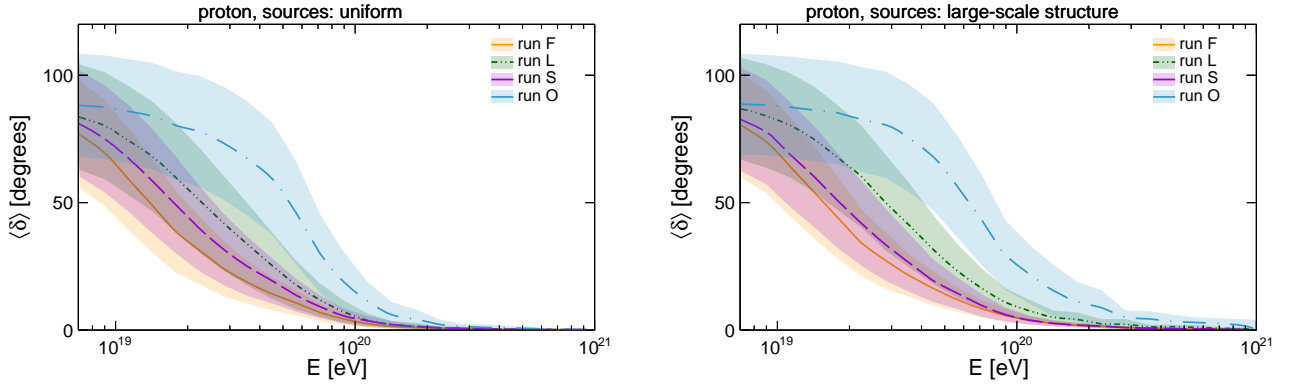 proton, sources: uniform
run F
run L
run S
run O
100
50
0
⟨δ⟩ [degrees]
10^19
10^20
10^21
E [eV]
proton, sources: large-scale structure
run F
run L
run S
run O
100
50
0
⟨δ⟩ [degrees]
10^19
10^20
10^21
E [eV]